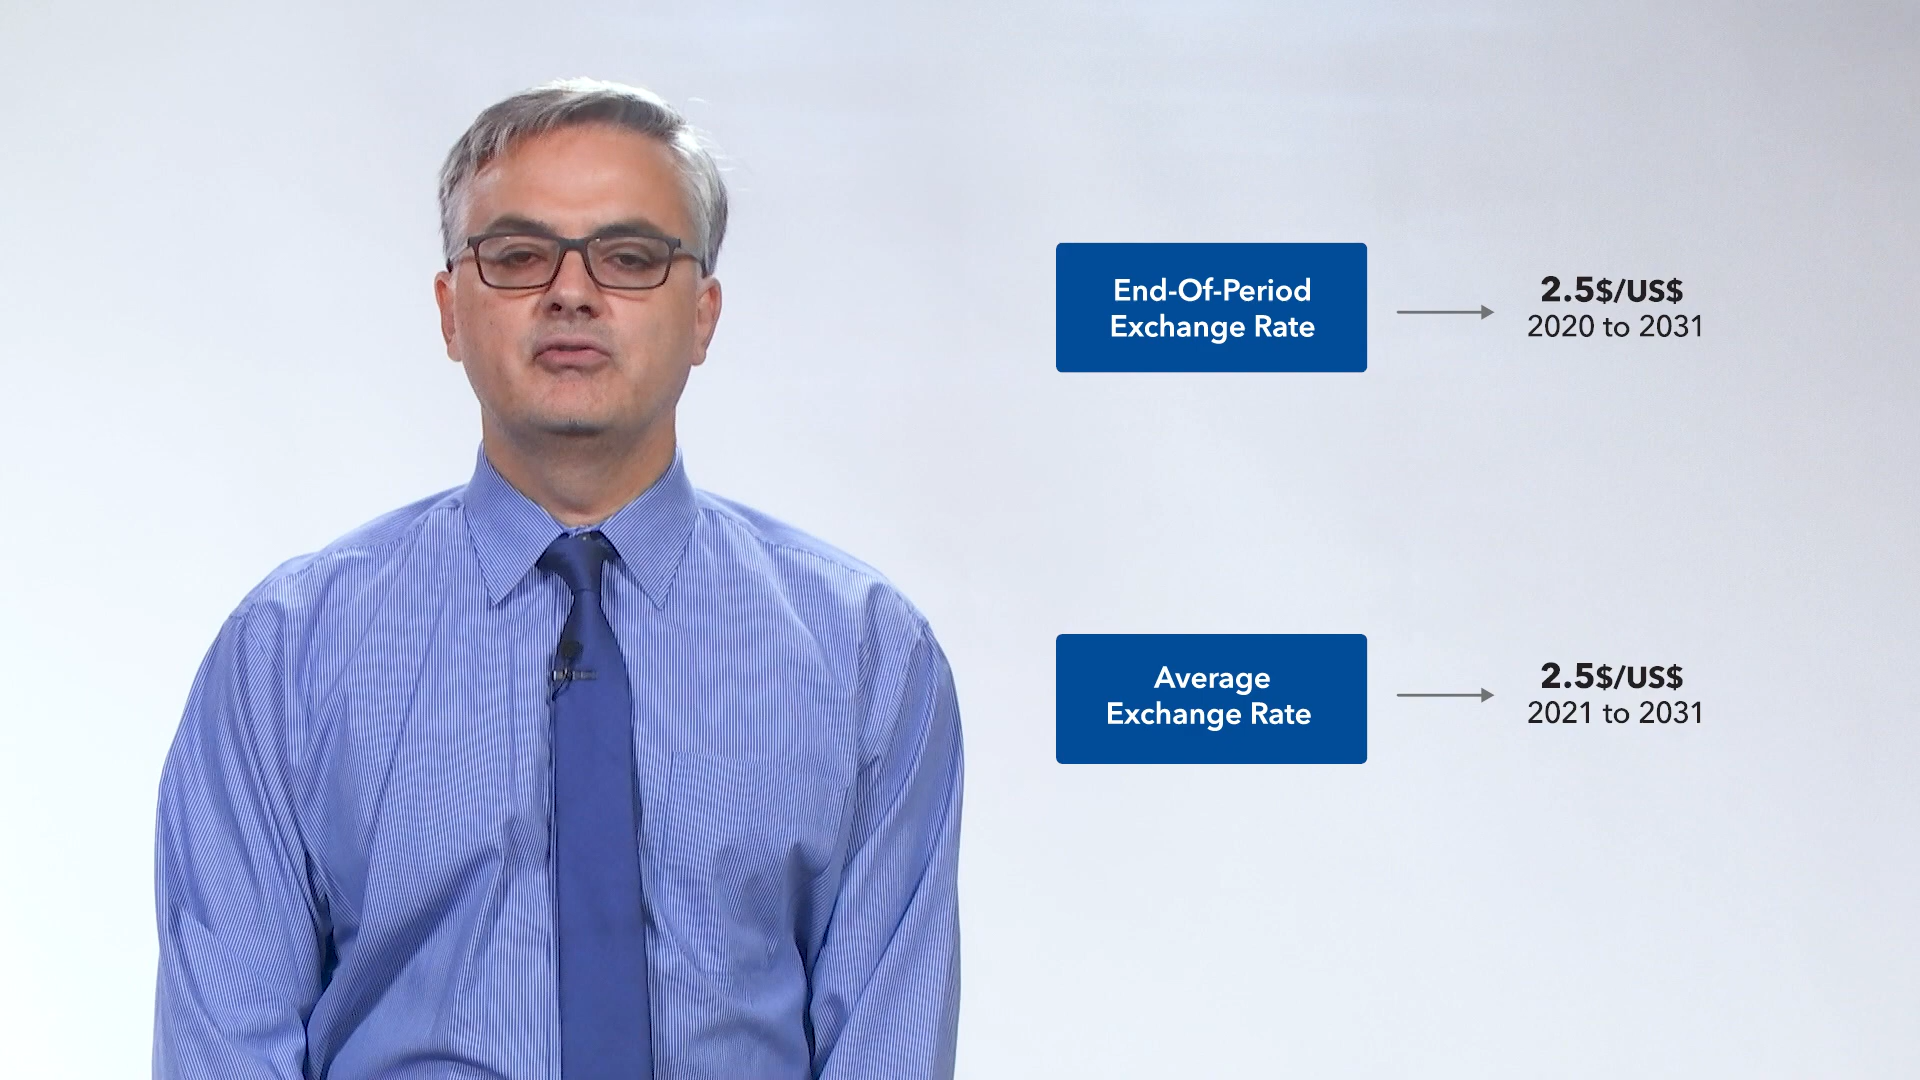 End-Of-Period
Exchange Rate
2.5$/US$
2020 to 2031
Average
Exchange Rate
2.5$/US$
2021 to 2031